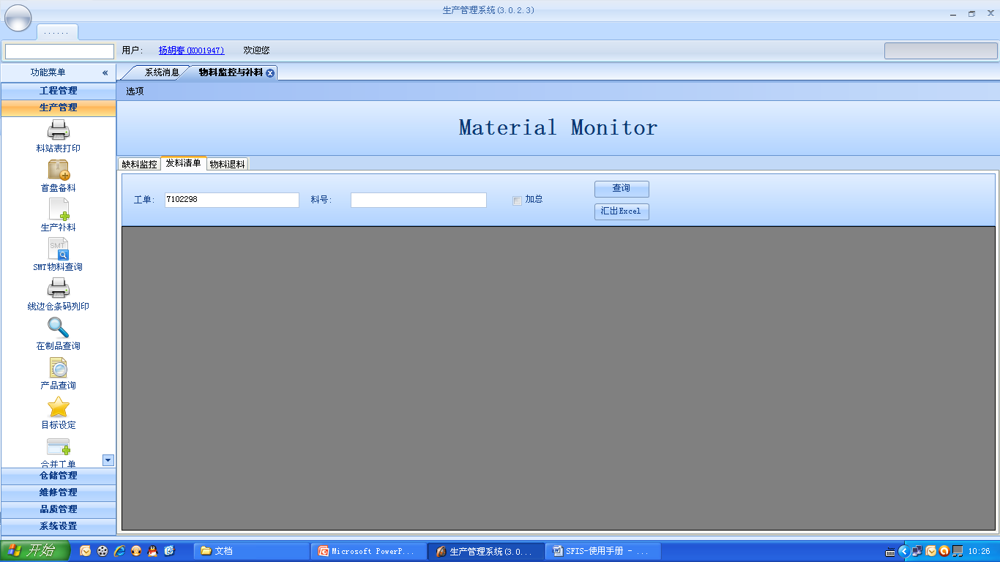 生产管理系统(3.0.2.3)
......
用户: 杨胡春(K001947) 欢迎您
功能菜单 «
系统消息 物料监控与补料
工程管理
选项
生产管理
Material Monitor
料站表打印
首盘备料
生产补料
SMT
SMT物料查询
线边仓条码列印
在制品查询
产品查询
目标设定
合并工单
仓储管理
维修管理
品质管理
系统设置
缺料监控 发料清单 物料退料
工单: 7102298 料号: 加总 查询
汇出Excel
开始 文档 Microsoft PowerP... 生产管理系统(3.0... SFIS-使用手册 - ... 10:26